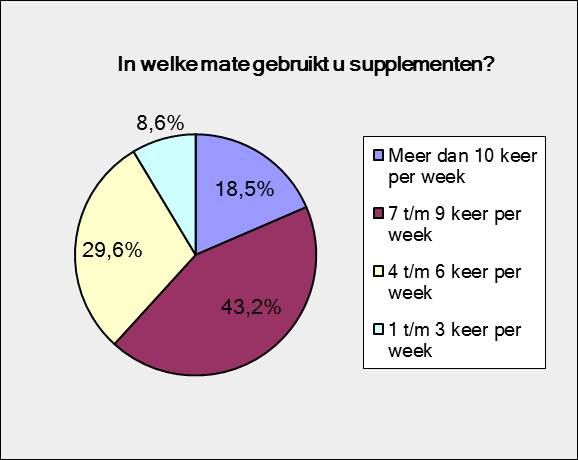 In welke mate gebruikt u supplementen?
8,6%
18,5%
29,6%
43,2%
Meer dan 10 keer
per week
7 t/m 9 keer per
week
4 t/m 6 keer per
week
1 t/m 3 keer per
week